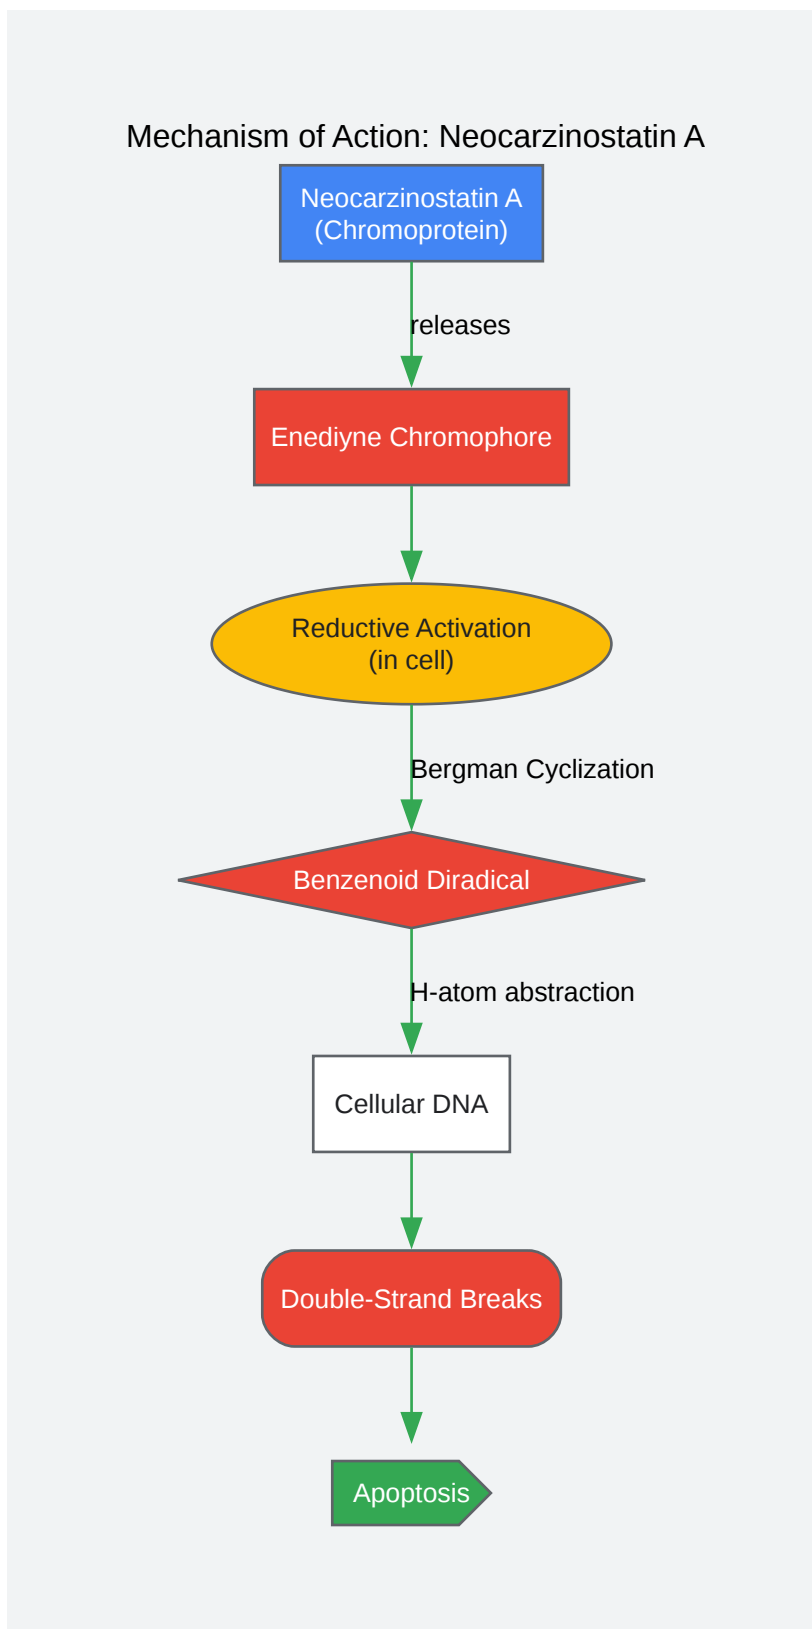 Mechanism of Action: Neocarzinostatin A
Neocarzinostatin A
(Chromoprotein)
releases
Enediyne Chromophore
Reductive Activation
(in cell)
Bergman Cyclization
Benzenoid Diradical
H-atom abstraction
Cellular DNA
Double-Strand Breaks
Apoptosis